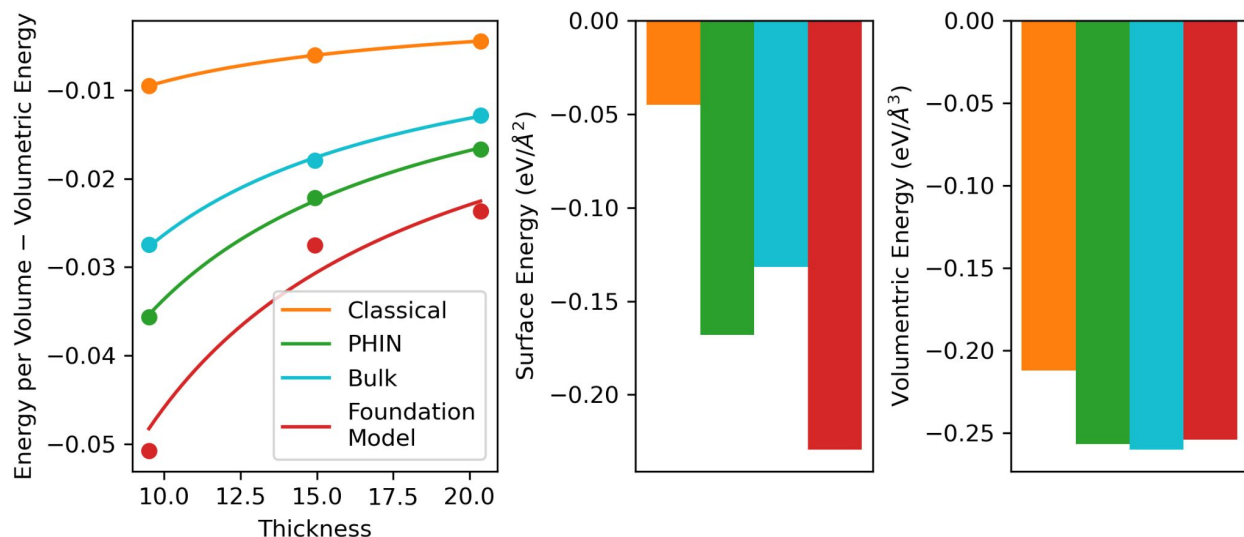 Energy per Volume − Volumetric Energy
−0.01
−0.02
−0.03
−0.04
−0.05
10.0 12.5 15.0 17.5 20.0
Thickness
Classical
PHIN
Bulk
Foundation
Model
Surface Energy (eV/Å²)
0.00
−0.05
−0.10
−0.15
−0.20
Volumentric Energy (eV/Å³)
0.00
−0.05
−0.10
−0.15
−0.20
−0.25